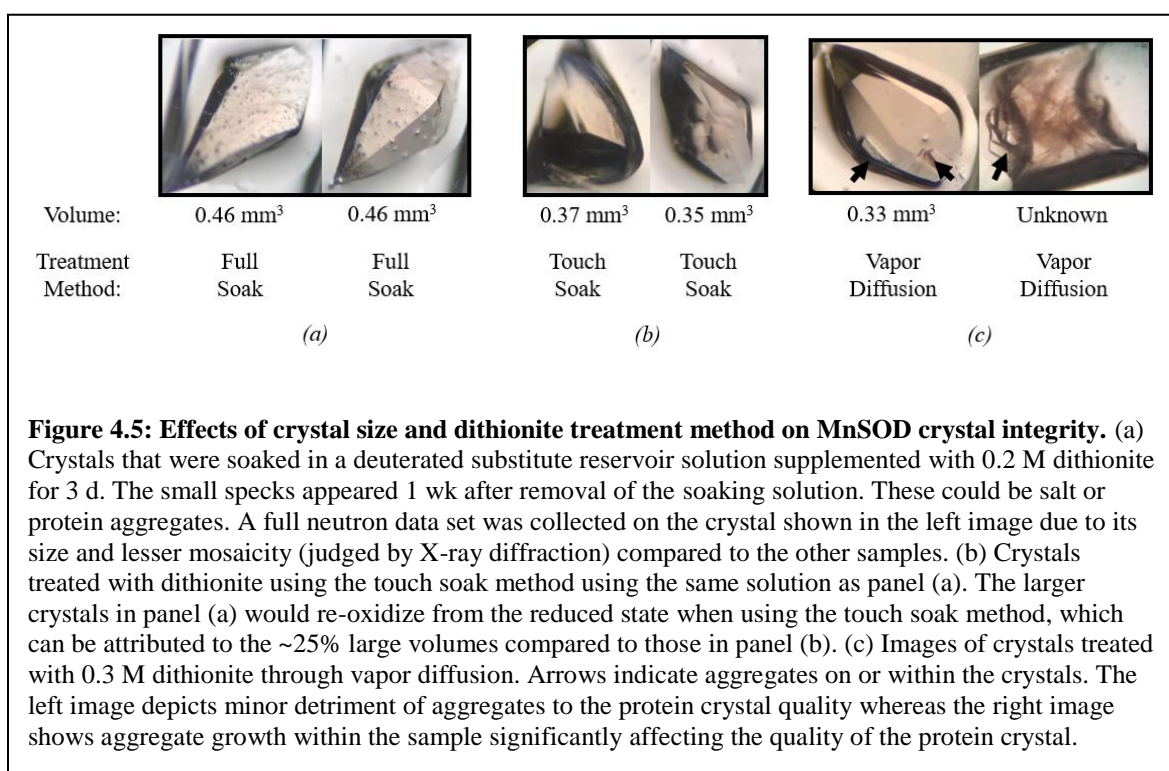 Volume: 0.46 mm³ 0.46 mm³ 0.37 mm³ 0.35 mm³ 0.33 mm³ Unknown
Treatment Full Full Touch Touch Vapor Vapor
Method: Soak Soak Soak Soak Diffusion Diffusion
(a) (b) (c)
Figure 4.5: Effects of crystal size and dithionite treatment method on MnSOD crystal integrity. (a)
Crystals that were soaked in a deuterated substitute reservoir solution supplemented with 0.2 M dithionite
for 3 d. The small specks appeared 1 wk after removal of the soaking solution. These could be salt or
protein aggregates. A full neutron data set was collected on the crystal shown in the left image due to its
size and lesser mosaicity (judged by X-ray diffraction) compared to the other samples. (b) Crystals
treated with dithionite using the touch soak method using the same solution as panel (a). The larger
crystals in panel (a) would re-oxidize from the reduced state when using the touch soak method, which
can be attributed to the ~25% large volumes compared to those in panel (b). (c) Images of crystals treated
with 0.3 M dithionite through vapor diffusion. Arrows indicate aggregates on or within the crystals. The
left image depicts minor detriment of aggregates to the protein crystal quality whereas the right image
shows aggregate growth within the sample significantly affecting the quality of the protein crystal.